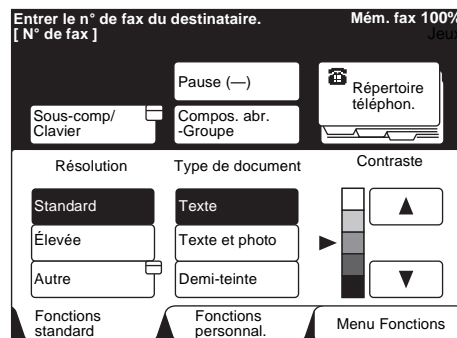 Entrer le n° de fax du destinataire.
Mém. fax 100%
[ N° de fax ]
Jeux
Pause (—)
Répertoire
téléphon.
Sous-comp/
Clavier
Compos. abr.
-Groupe
Résolution
Type de document
Contraste
Standard
Texte
Élevée
Texte et photo
Autre
Demi-teinte
Fonctions
standard
Fonctions
personnal.
Menu Fonctions